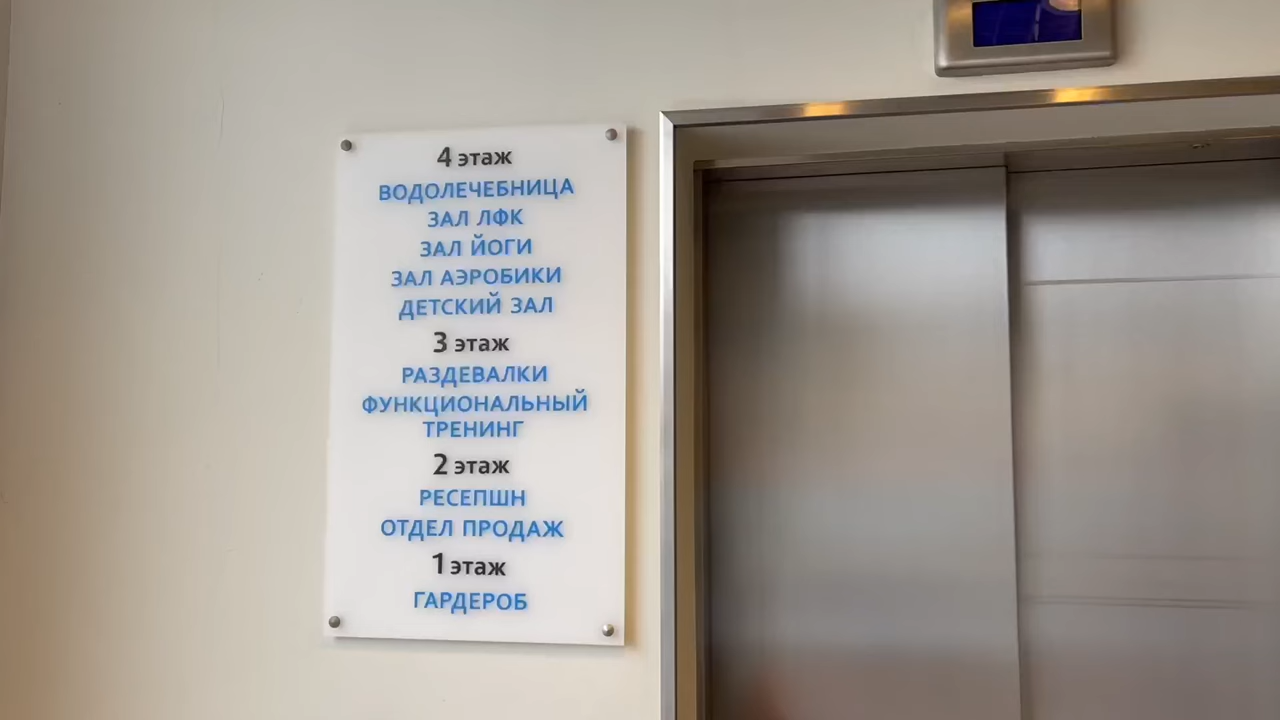 4 этаж
ВОДОЛЕЧЕБНИЦА
ЗАЛ ЛФК
ЗАЛ ЙОГИ
ЗАЛ АЭРОБИКИ
ДЕТСКИЙ ЗАЛ
3 этаж
РАЗДЕВАЛКИ
ФУНКЦИОНАЛЬНЫЙ
ТРЕНИНГ
2 этаж
РЕСЕПШН
ОТДЕЛ ПРОДАЖ
1 этаж
ГАРДЕРОБ